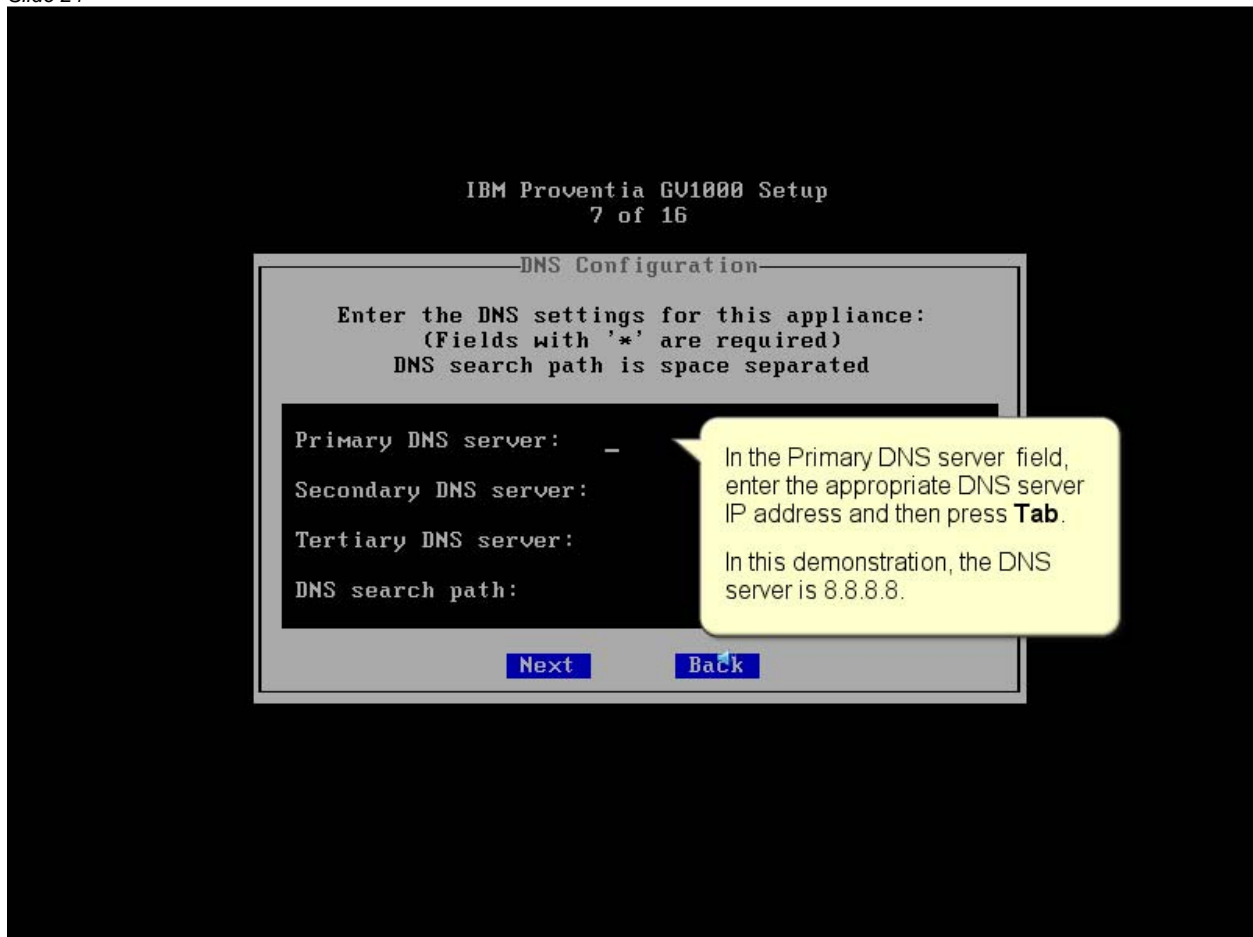 IBM Proventia GV1000 Setup
7 of 16
DNS Configuration
Enter the DNS settings for this appliance:
(Fields with '*' are required)
DNS search path is space separated
Primary DNS server: _
Secondary DNS server:
Tertiary DNS server:
DNS search path:
In the Primary DNS server field,
enter the appropriate DNS server
IP address and then press Tab.
In this demonstration, the DNS
server is 8.8.8.8.
Next Back